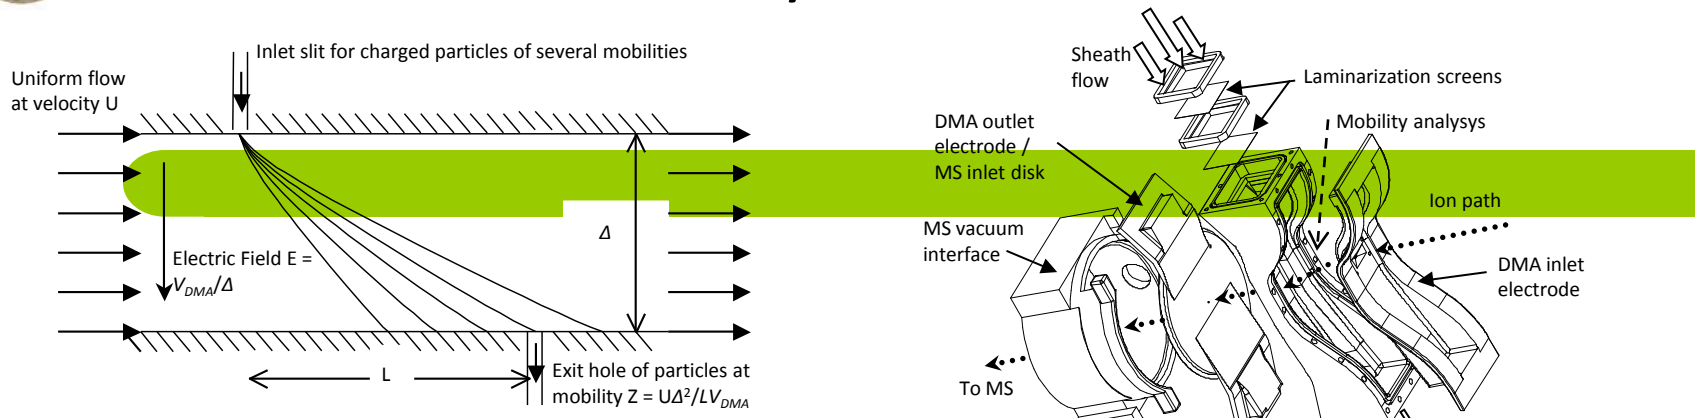 Inlet slit for charged particles of several mobilities
Uniform flow
at velocity U
Electric Field E =
V_DMA/Δ
Δ
L
Exit hole of particles at
mobility Z = UΔ²/LV_DMA
Sheath
flow
Laminarization screens
DMA outlet
electrode /
MS inlet disk
Mobility analysys
Ion path
MS vacuum
interface
DMA inlet
electrode
To MS